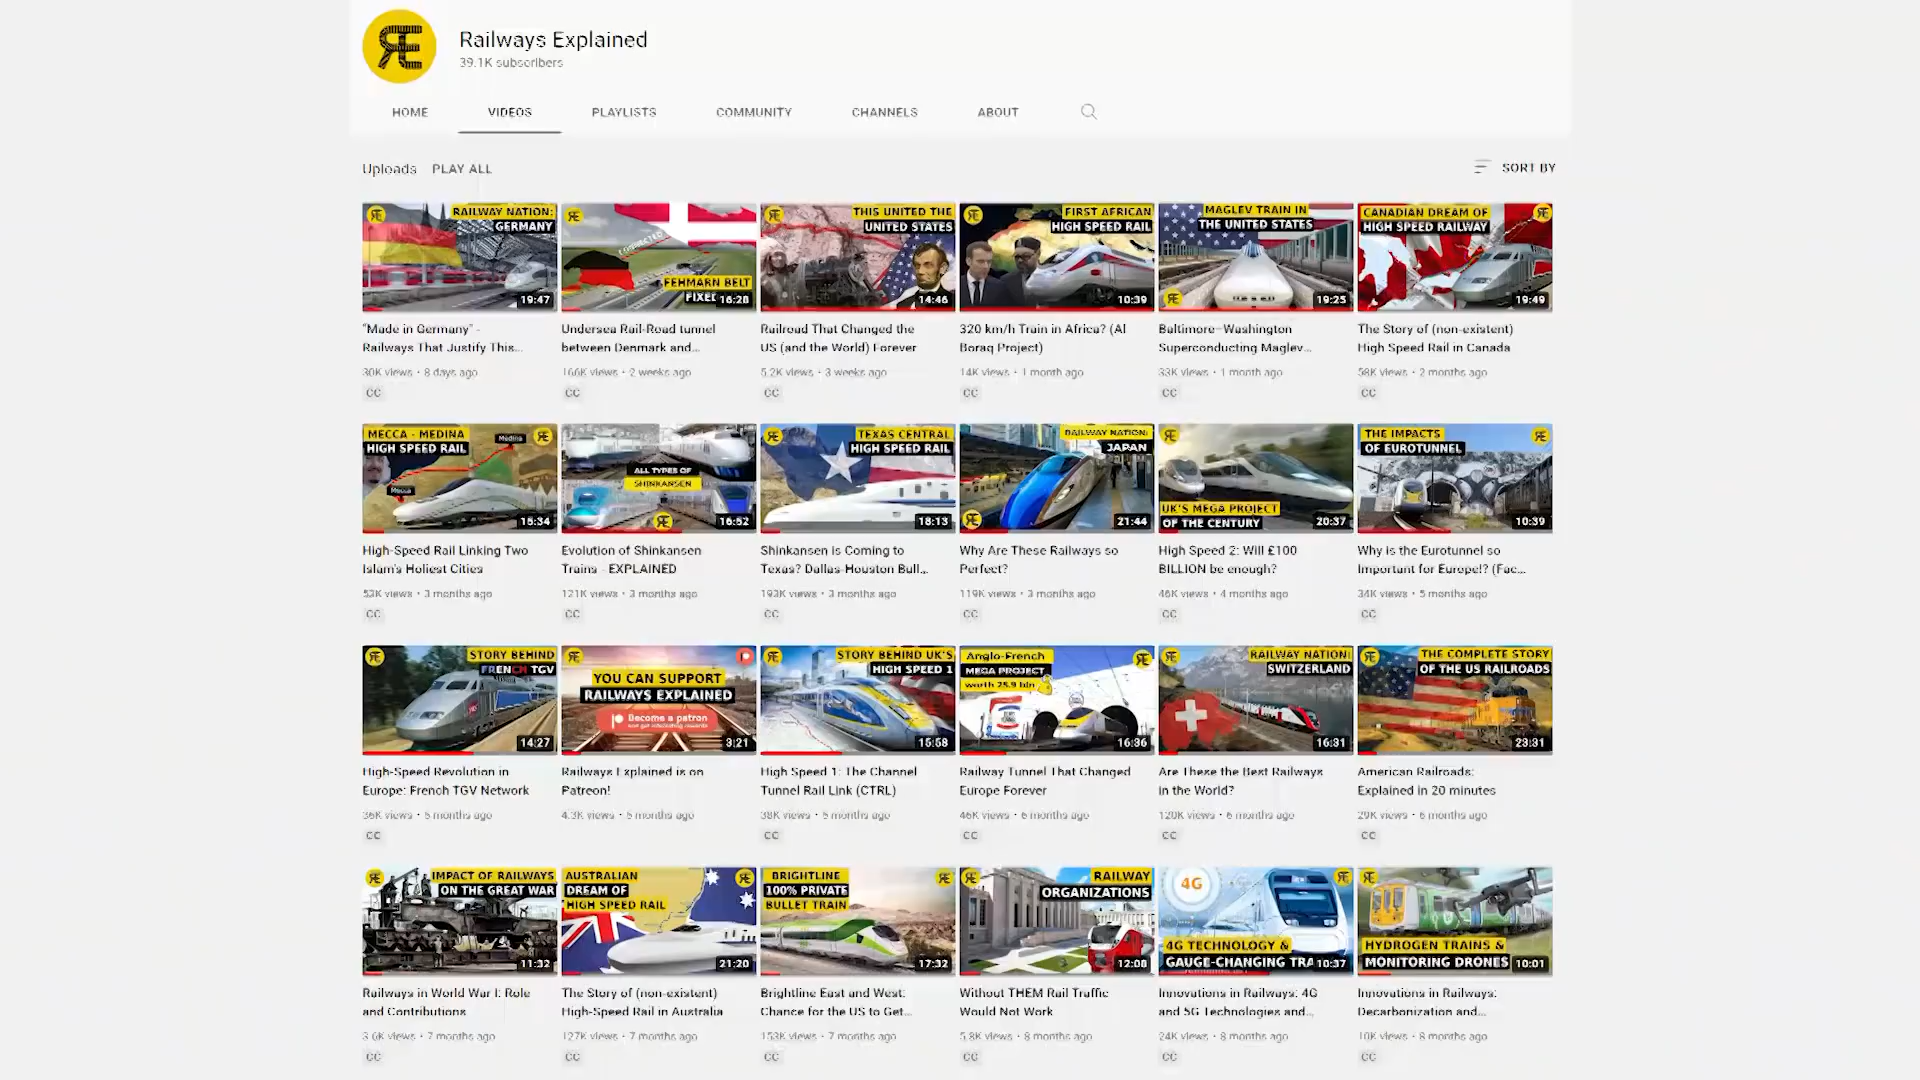 Railways Explained
39.1K subscribers
HOME VIDEOS PLAYLISTS COMMUNITY CHANNELS ABOUT
Uploads PLAY ALL SORT BY
RAILWAY NATION:
GERMANY
19:47
CONNECTED
FEHMARN BELT
16:28
THIS UNITED THE
UNITED STATES
14:46
FIRST AFRICAN
HIGH SPEED RAIL
10:39
MAGLEV TRAIN IN
THE UNITED STATES
19:25
CANADIAN DREAM OF
HIGH SPEED RAILWAY
19:49
"Made in Germany" -
Railways That Justify This...
30K views • 8 days ago
CC
Undersea Rail-Road tunnel
between Denmark and...
166K views • 2 weeks ago
CC
Railroad That Changed the
US (and the World) Forever
5.2K views • 3 weeks ago
CC
320 km/h Train in Africa? (Al
Boraq Project)
14K views • 1 month ago
CC
Baltimore–Washington
Superconducting Maglev...
33K views • 1 month ago
CC
The Story of (non-existent)
High Speed Rail in Canada
58K views • 2 months ago
CC
MECCA - MEDINA
HIGH SPEED RAIL
Medina
Mecca
15:34
ALL TYPES OF
SHINKANSEN
16:52
TEXAS CENTRAL
HIGH SPEED RAIL
18:13
RAILWAY NATION:
JAPAN
21:44
UK'S MEGA PROJECT
OF THE CENTURY
20:37
THE IMPACTS
OF EUROTUNNEL
10:39
High-Speed Rail Linking Two
Islam's Holiest Cities
53K views • 3 months ago
CC
Evolution of Shinkansen
Trains - EXPLAINED
121K views • 3 months ago
CC
Shinkansen is Coming to
Texas? Dallas-Houston Bull...
193K views • 3 months ago
CC
Why Are These Railways so
Perfect?
119K views • 3 months ago
CC
High Speed 2: Will £100
BILLION be enough?
46K views • 4 months ago
CC
Why is the Eurotunnel so
Important for Europe!? (Fac...
34K views • 5 months ago
CC
STORY BEHIND
FRENCH TGV
14:27
YOU CAN SUPPORT
RAILWAYS EXPLAINED
Become a patron
3:21
STORY BEHIND UK'S
HIGH SPEED 1
15:58
Anglo-French
MEGA PROJECT
worth 25.9 bln
16:36
RAILWAY NATION:
SWITZERLAND
16:31
THE COMPLETE STORY
OF THE US RAILROADS
23:31
High-Speed Revolution in
Europe: French TGV Network
36K views • 5 months ago
CC
Railways Explained is on
Patreon!
4.3K views • 5 months ago
High Speed 1: The Channel
Tunnel Rail Link (CTRL)
38K views • 5 months ago
CC
Railway Tunnel That Changed
Europe Forever
46K views • 6 months ago
CC
Are These the Best Railways
in the World?
120K views • 6 months ago
CC
American Railroads:
Explained in 20 minutes
29K views • 6 months ago
CC
IMPACT OF RAILWAYS
ON THE GREAT WAR
11:32
AUSTRALIAN
DREAM OF
HIGH SPEED RAIL
21:20
BRIGHTLINE
100% PRIVATE
BULLET TRAIN
17:32
RAILWAY
ORGANIZATIONS
12:08
4G
4G TECHNOLOGY &
GAUGE-CHANGING TRA
10:37
HYDROGEN TRAINS &
MONITORING DRONES
10:01
Railways in World War I: Role
and Contributions
3.6K views • 7 months ago
CC
The Story of (non-existent)
High-Speed Rail in Australia
127K views • 7 months ago
CC
Brightline East and West:
Chance for the US to Get...
153K views • 7 months ago
CC
Without THEM Rail Traffic
Would Not Work
5.8K views • 8 months ago
CC
Innovations in Railways: 4G
and 5G Technologies and...
24K views • 8 months ago
CC
Innovations in Railways:
Decarbonization and...
10K views • 8 months ago
CC